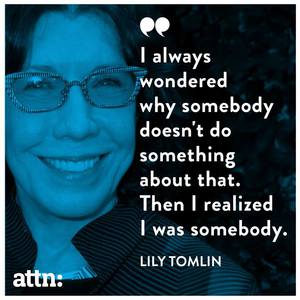 I always
wondered
why somebody
doesn't do
something
about that.
Then I realized
I was somebody.
LILY TOMLIN
attn: